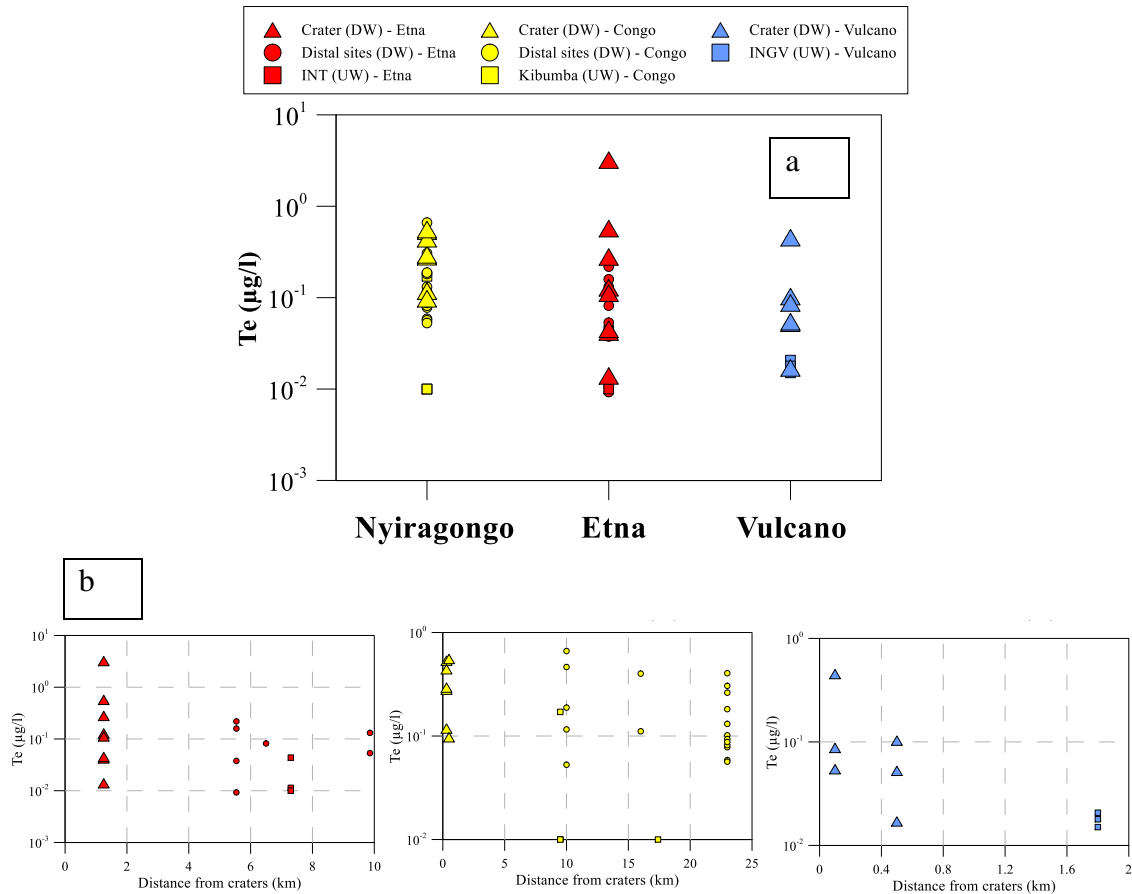 Crater (DW) - Etna
Crater (DW) - Congo
Crater (DW) - Vulcano
Distal sites (DW) - Etna
Distal sites (DW) - Congo
INGV (UW) - Vulcano
INT (UW) - Etna
Kibumba (UW) - Congo
a
10^1
10^0
10^-1
10^-2
10^-3
Te (µg/l)
Nyiragongo
Etna
Vulcano
b
10^1
10^0
10^-1
10^-2
10^-3
Te (µg/l)
0 2 4 6 8 10
Distance from craters (km)
10^0
10^-1
10^-2
Te (µg/l)
0 5 10 15 20 25
Distance from craters (km)
10^0
10^-1
10^-2
Te (µg/l)
0 0.4 0.8 1.2 1.6 2
Distance from craters (km)